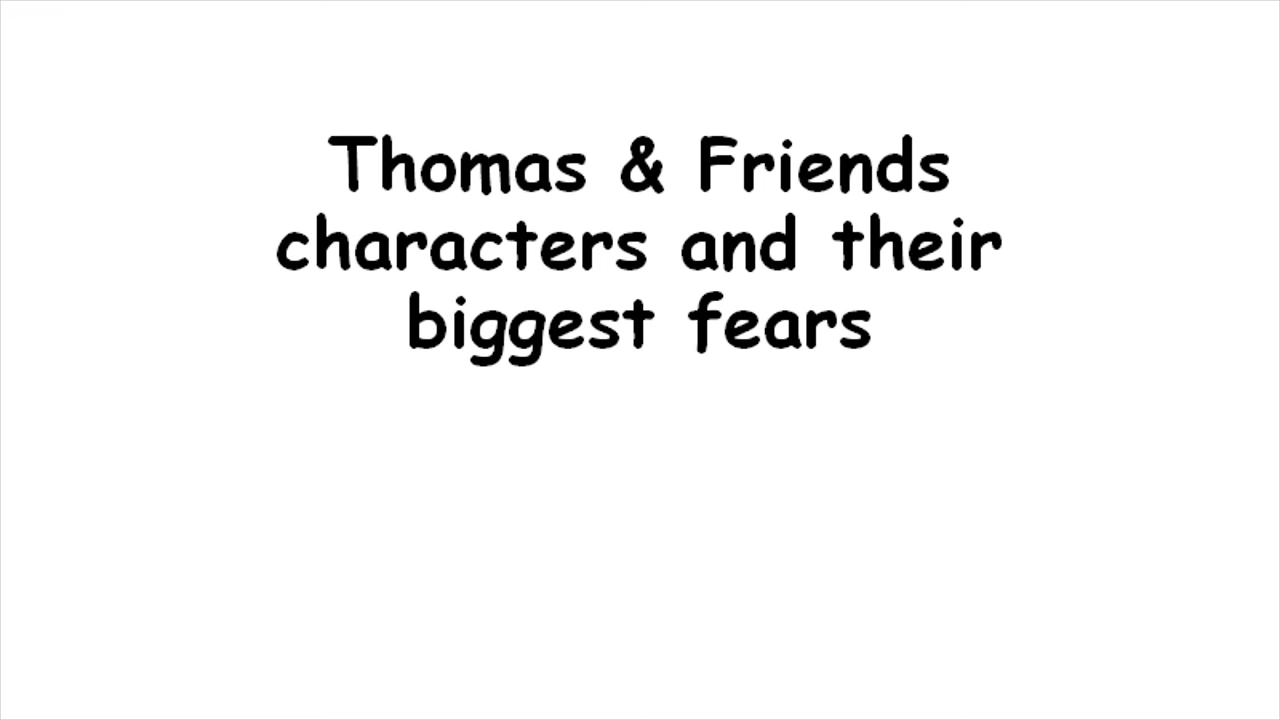 Thomas & Friends
characters and their
biggest fears